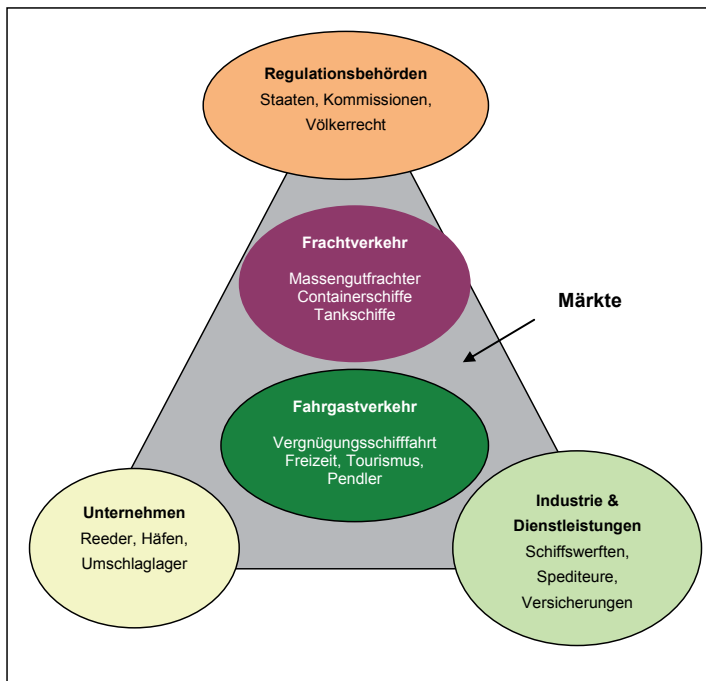 Regulationsbehörden
Staaten, Kommissionen,
Völkerrecht
Frachtverkehr
Massengutfrachter
Containerschiffe
Tankschiffe
Märkte
Fahrgastverkehr
Vergnügungsschifffahrt
Freizeit, Tourismus,
Pendler
Unternehmen
Reeder, Häfen,
Umschlaglager
Industrie &
Dienstleistungen
Schiffswerften,
Spediteure,
Versicherungen